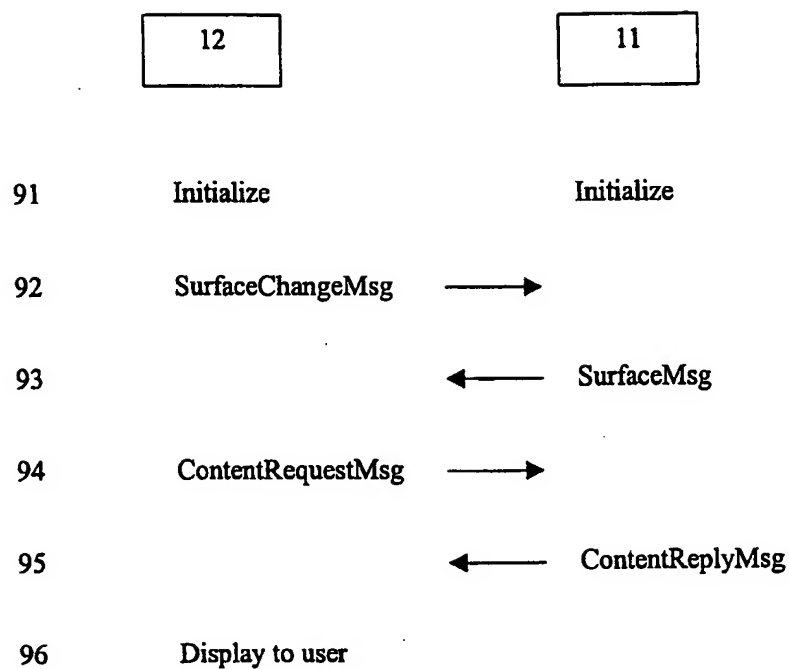 12 11
91 Initialize Initialize
92 SurfaceChangeMsg
93 SurfaceMsg
94 ContentRequestMsg
95 ContentReplyMsg
96 Display to user